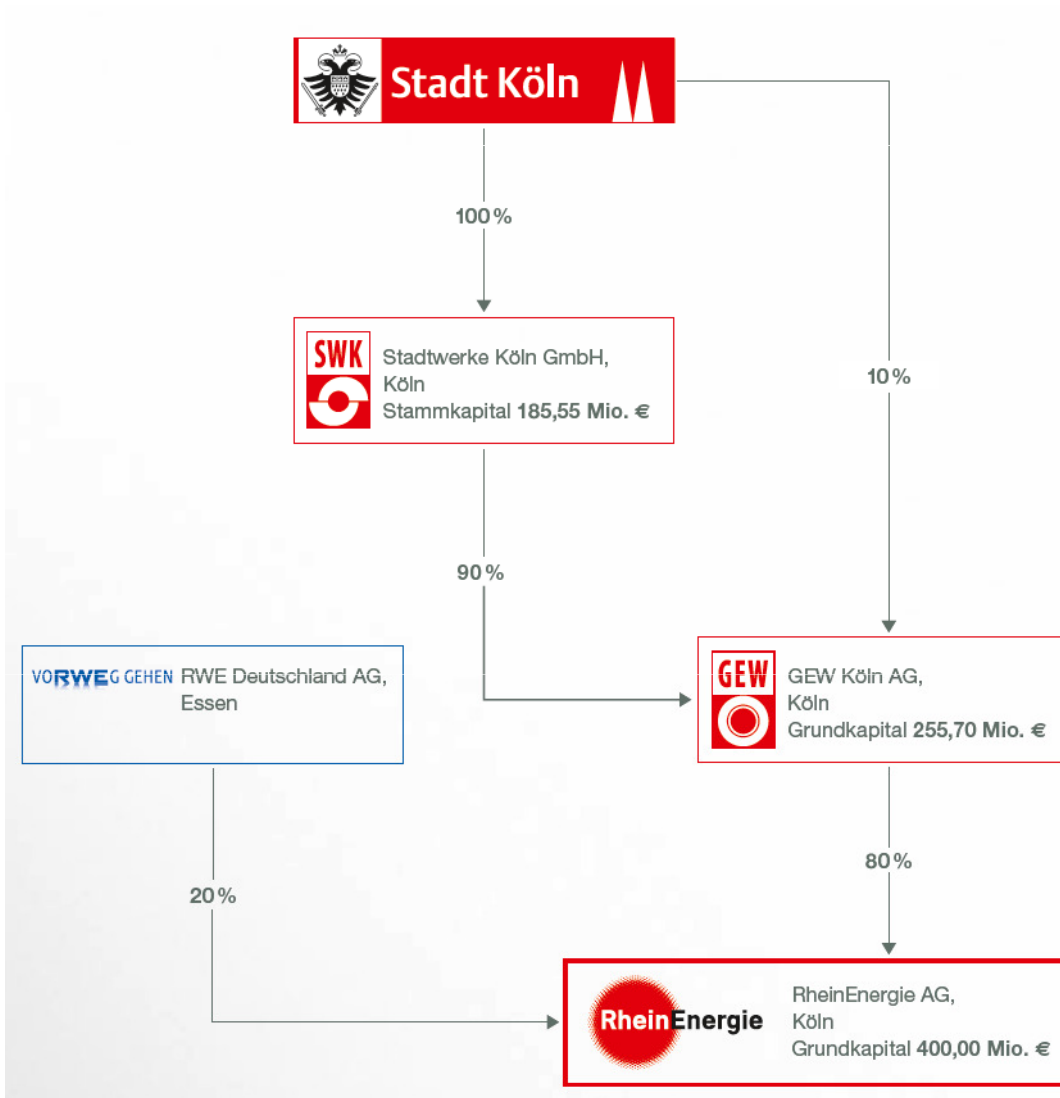 Stadt Köln
100%
SWK
Stadtwerke Köln GmbH,
Köln
Stammkapital 185,55 Mio. €
10%
90%
VORWEG GEHEN
RWE Deutschland AG,
Essen
GEW
GEW Köln AG,
Köln
Grundkapital 255,70 Mio. €
80%
20%
RheinEnergie
RheinEnergie AG,
Köln
Grundkapital 400,00 Mio. €